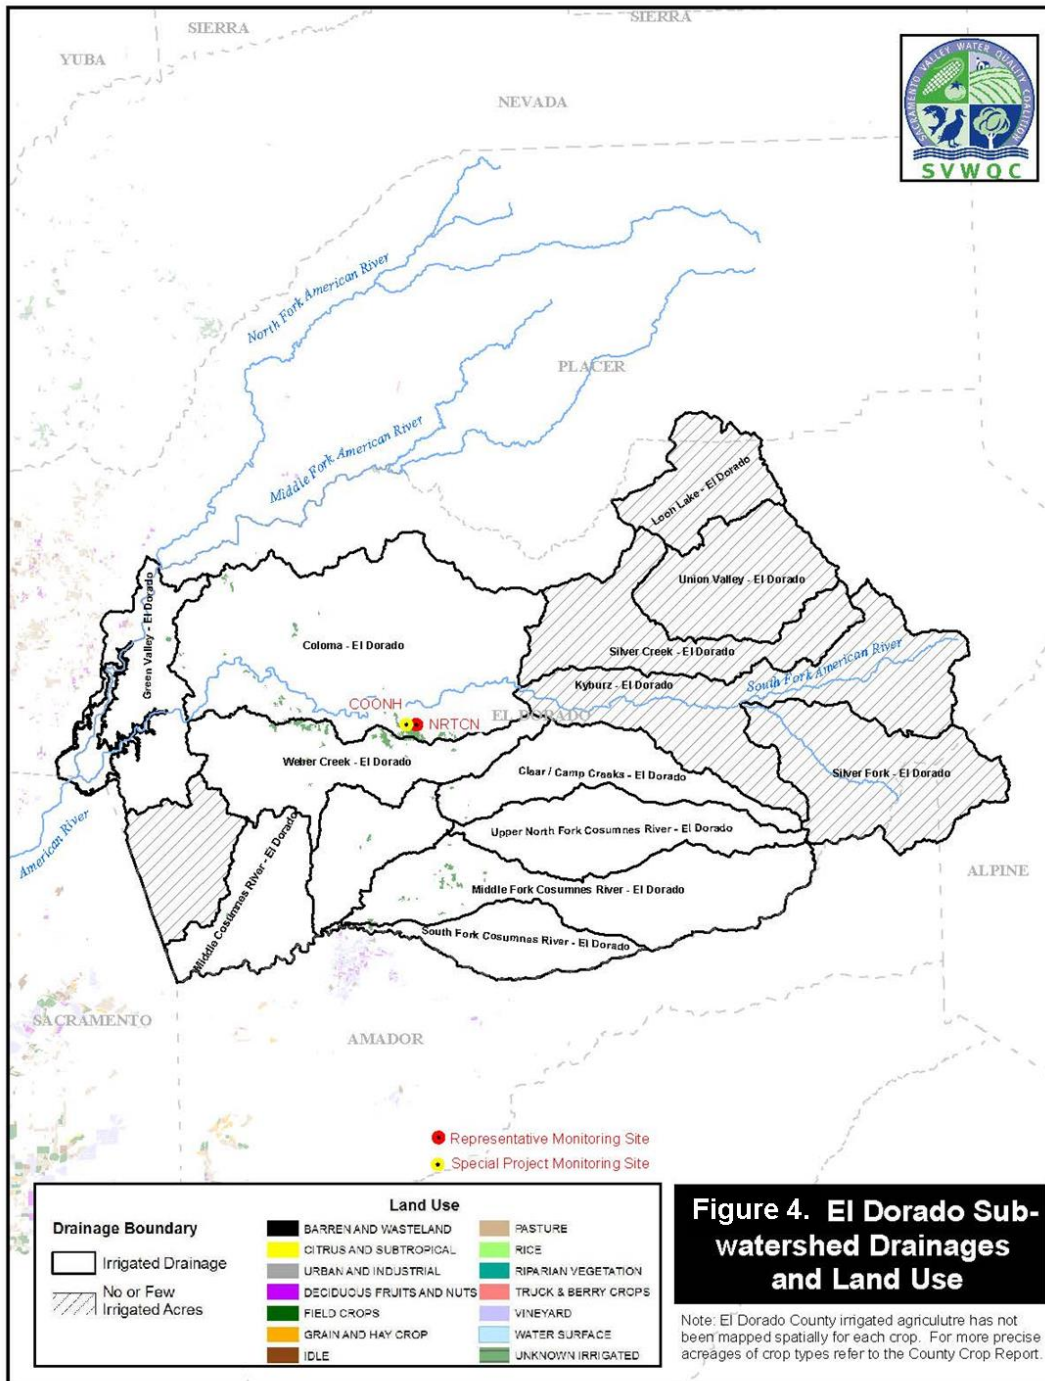 SIERRA
SIERRA
YUBA
NEVADA
SACRAMENTO VALLEY WATER QUALITY COALITION
SVWQC
North Fork American River
PLACER
Middle Fork American River
Loon Lake - El Dorado
Union Valley - El Dorado
Green Valley - El Dorado
Coloma - El Dorado
Silver Creek - El Dorado
South Fork American River
Kyburz - El Dorado
COONH
NRTCN
EL DORADO
Weber Creek - El Dorado
Clear / Camp Creeks - El Dorado
Silver Fork - El Dorado
American River
Upper North Fork Cosumnes River - El Dorado
ALPINE
Middle Fork Cosumnes River - El Dorado
Middle Cosumnes River - El Dorado
South Fork Cosumnes River - El Dorado
SACRAMENTO
AMADOR
Representative Monitoring Site
Special Project Monitoring Site
Drainage Boundary
Irrigated Drainage
No or Few
Irrigated Acres
Land Use
BARREN AND WASTELAND
CITRUS AND SUBTROPICAL
URBAN AND INDUSTRIAL
DECIDUOUS FRUITS AND NUTS
FIELD CROPS
GRAIN AND HAY CROP
IDLE
PASTURE
RICE
RIPARIAN VEGETATION
TRUCK & BERRY CROPS
VINEYARD
WATER SURFACE
UNKNOWN IRRIGATED
Figure 4. El Dorado Sub-
watershed Drainages
and Land Use
Note: El Dorado County irrigated agriculutre has not
been mapped spatially for each crop. For more precise
acreages of crop types refer to the County Crop Report.